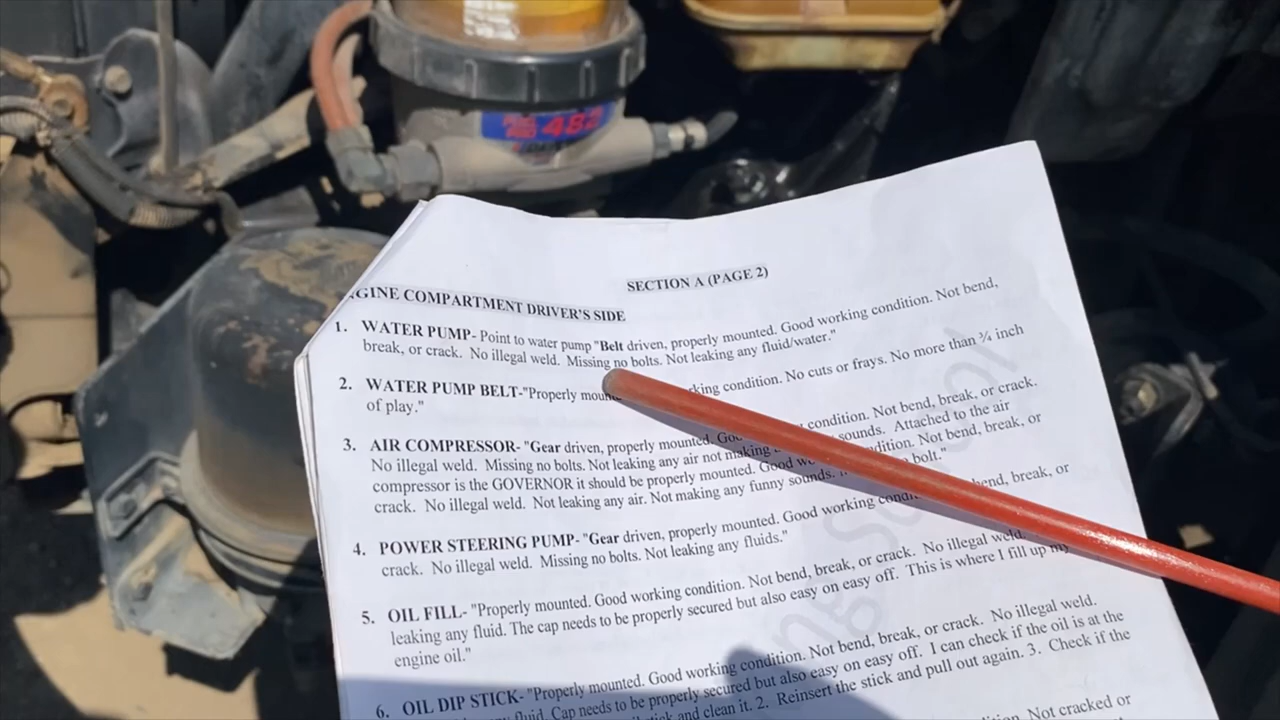 482
SECTION A (PAGE 2)
GINE COMPARTMENT DRIVER'S SIDE
1. WATER PUMP- Point to water pump "Belt driven, properly mounted. Good working condition. Not bend,
break, or crack. No illegal weld. Missing no bolts. Not leaking any fluid/water."
2. WATER PUMP BELT-"Properly moun king condition. No cuts or frays. No more than ¾ inch
of play."
3. AIR COMPRESSOR- "Gear driven, properly mounted. Go condition. Not bend, break, or crack.
No illegal weld. Missing no bolts. Not leaking any air not making sounds. Attached to the air
compressor is the GOVERNOR it should be properly mounted. Good w ndition. Not bend, break, or
crack. No illegal weld. Not leaking any air. Not making any funny sounds. bolt."
4. POWER STEERING PUMP- "Gear driven, properly mounted. Good working condi bend, break, or
crack. No illegal weld. Missing no bolts. Not leaking any fluids."
5. OIL FILL- "Properly mounted. Good working condition. Not bend, break, or crack. No illegal weld.
leaking any fluid. The cap needs to be properly secured but also easy on easy off. This is where I fill up my
engine oil."
6. OIL DIP STICK- "Properly mounted. Good working condition. Not bend, break, or crack. No illegal weld.
fluid. Cap needs to be properly secured but also easy on easy off. I can check if the oil is at the
stick and clean it. 2. Reinsert the stick and pull out again. 3. Check if the
Not cracked or